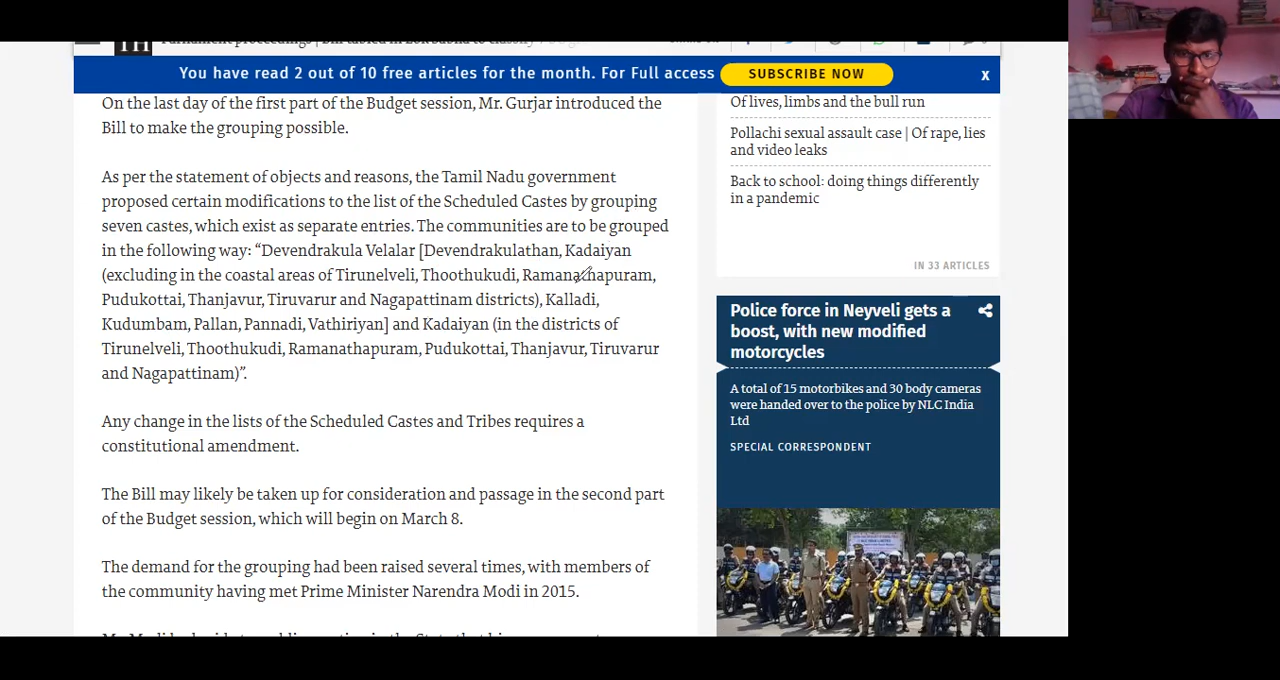 TH
You have read 2 out of 10 free articles for the month. For Full access
SUBSCRIBE NOW
X
On the last day of the first part of the Budget session, Mr. Gurjar introduced the
Bill to make the grouping possible.
As per the statement of objects and reasons, the Tamil Nadu government
proposed certain modifications to the list of the Scheduled Castes by grouping
seven castes, which exist as separate entries. The communities are to be grouped
in the following way: “Devendrakula Velalar [Devendrakulathan, Kadaiyan
(excluding in the coastal areas of Tirunelveli, Thoothukudi, Ramanathapuram,
Pudukottai, Thanjavur, Tiruvarur and Nagapattinam districts), Kalladi,
Kudumbam, Pallan, Pannadi, Vathiriyan] and Kadaiyan (in the districts of
Tirunelveli, Thoothukudi, Ramanathapuram, Pudukottai, Thanjavur, Tiruvarur
and Nagapattinam)”.
Any change in the lists of the Scheduled Castes and Tribes requires a
constitutional amendment.
The Bill may likely be taken up for consideration and passage in the second part
of the Budget session, which will begin on March 8.
The demand for the grouping had been raised several times, with members of
the community having met Prime Minister Narendra Modi in 2015.
Of lives, limbs and the bull run
Pollachi sexual assault case | Of rape, lies
and video leaks
Back to school: doing things differently
in a pandemic
IN 33 ARTICLES
Police force in Neyveli gets a
boost, with new modified
motorcycles
A total of 15 motorbikes and 30 body cameras
were handed over to the police by NLC India
Ltd
SPECIAL CORRESPONDENT